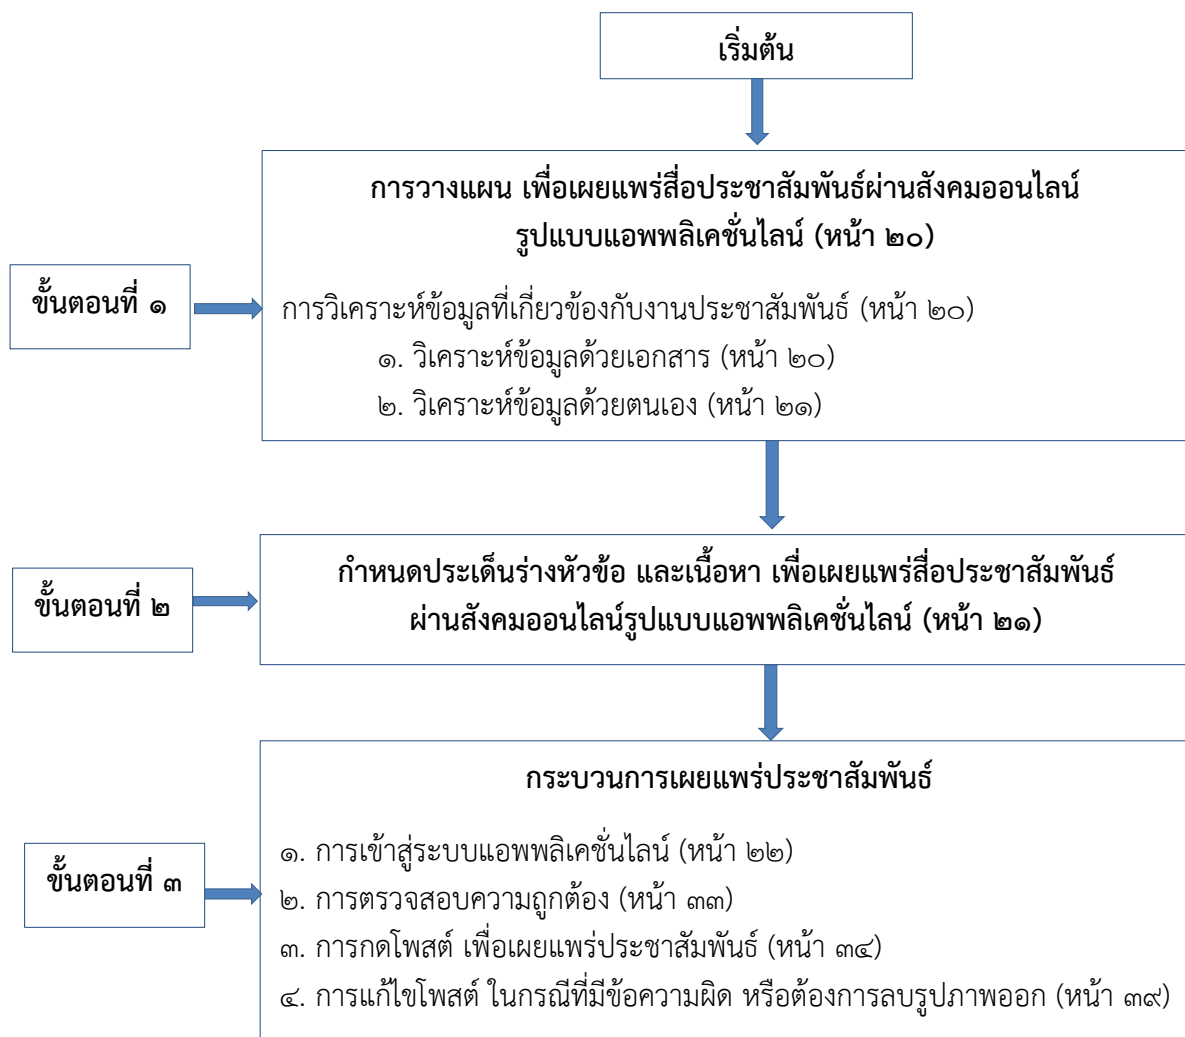 เริ่มต้น
การวางแผน เพื่อเผยแพร่สื่อประชาสัมพันธ์ผ่านสังคมออนไลน์
รูปแบบแอพพลิเคชั่นไลน์ (หน้า ๒๐)
ขั้นตอนที่ ๑
การวิเคราะห์ข้อมูลที่เกี่ยวข้องกับงานประชาสัมพันธ์ (หน้า ๒๐)
๑. วิเคราะห์ข้อมูลด้วยเอกสาร (หน้า ๒๐)
๒. วิเคราะห์ข้อมูลด้วยตนเอง (หน้า ๒๑)
ขั้นตอนที่ ๒
กำหนดประเด็นร่างหัวข้อ และเนื้อหา เพื่อเผยแพร่สื่อประชาสัมพันธ์
ผ่านสังคมออนไลน์รูปแบบแอพพลิเคชั่นไลน์ (หน้า ๒๑)
กระบวนการเผยแพร่ประชาสัมพันธ์
ขั้นตอนที่ ๓
๑. การเข้าสู่ระบบแอพพลิเคชั่นไลน์ (หน้า ๒๒)
๒. การตรวจสอบความถูกต้อง (หน้า ๓๓)
๓. การกดโพสต์ เพื่อเผยแพร่ประชาสัมพันธ์ (หน้า ๓๔)
๔. การแก้ไขโพสต์ ในกรณีที่มีข้อความผิด หรือต้องการลบรูปภาพออก (หน้า ๓๙)